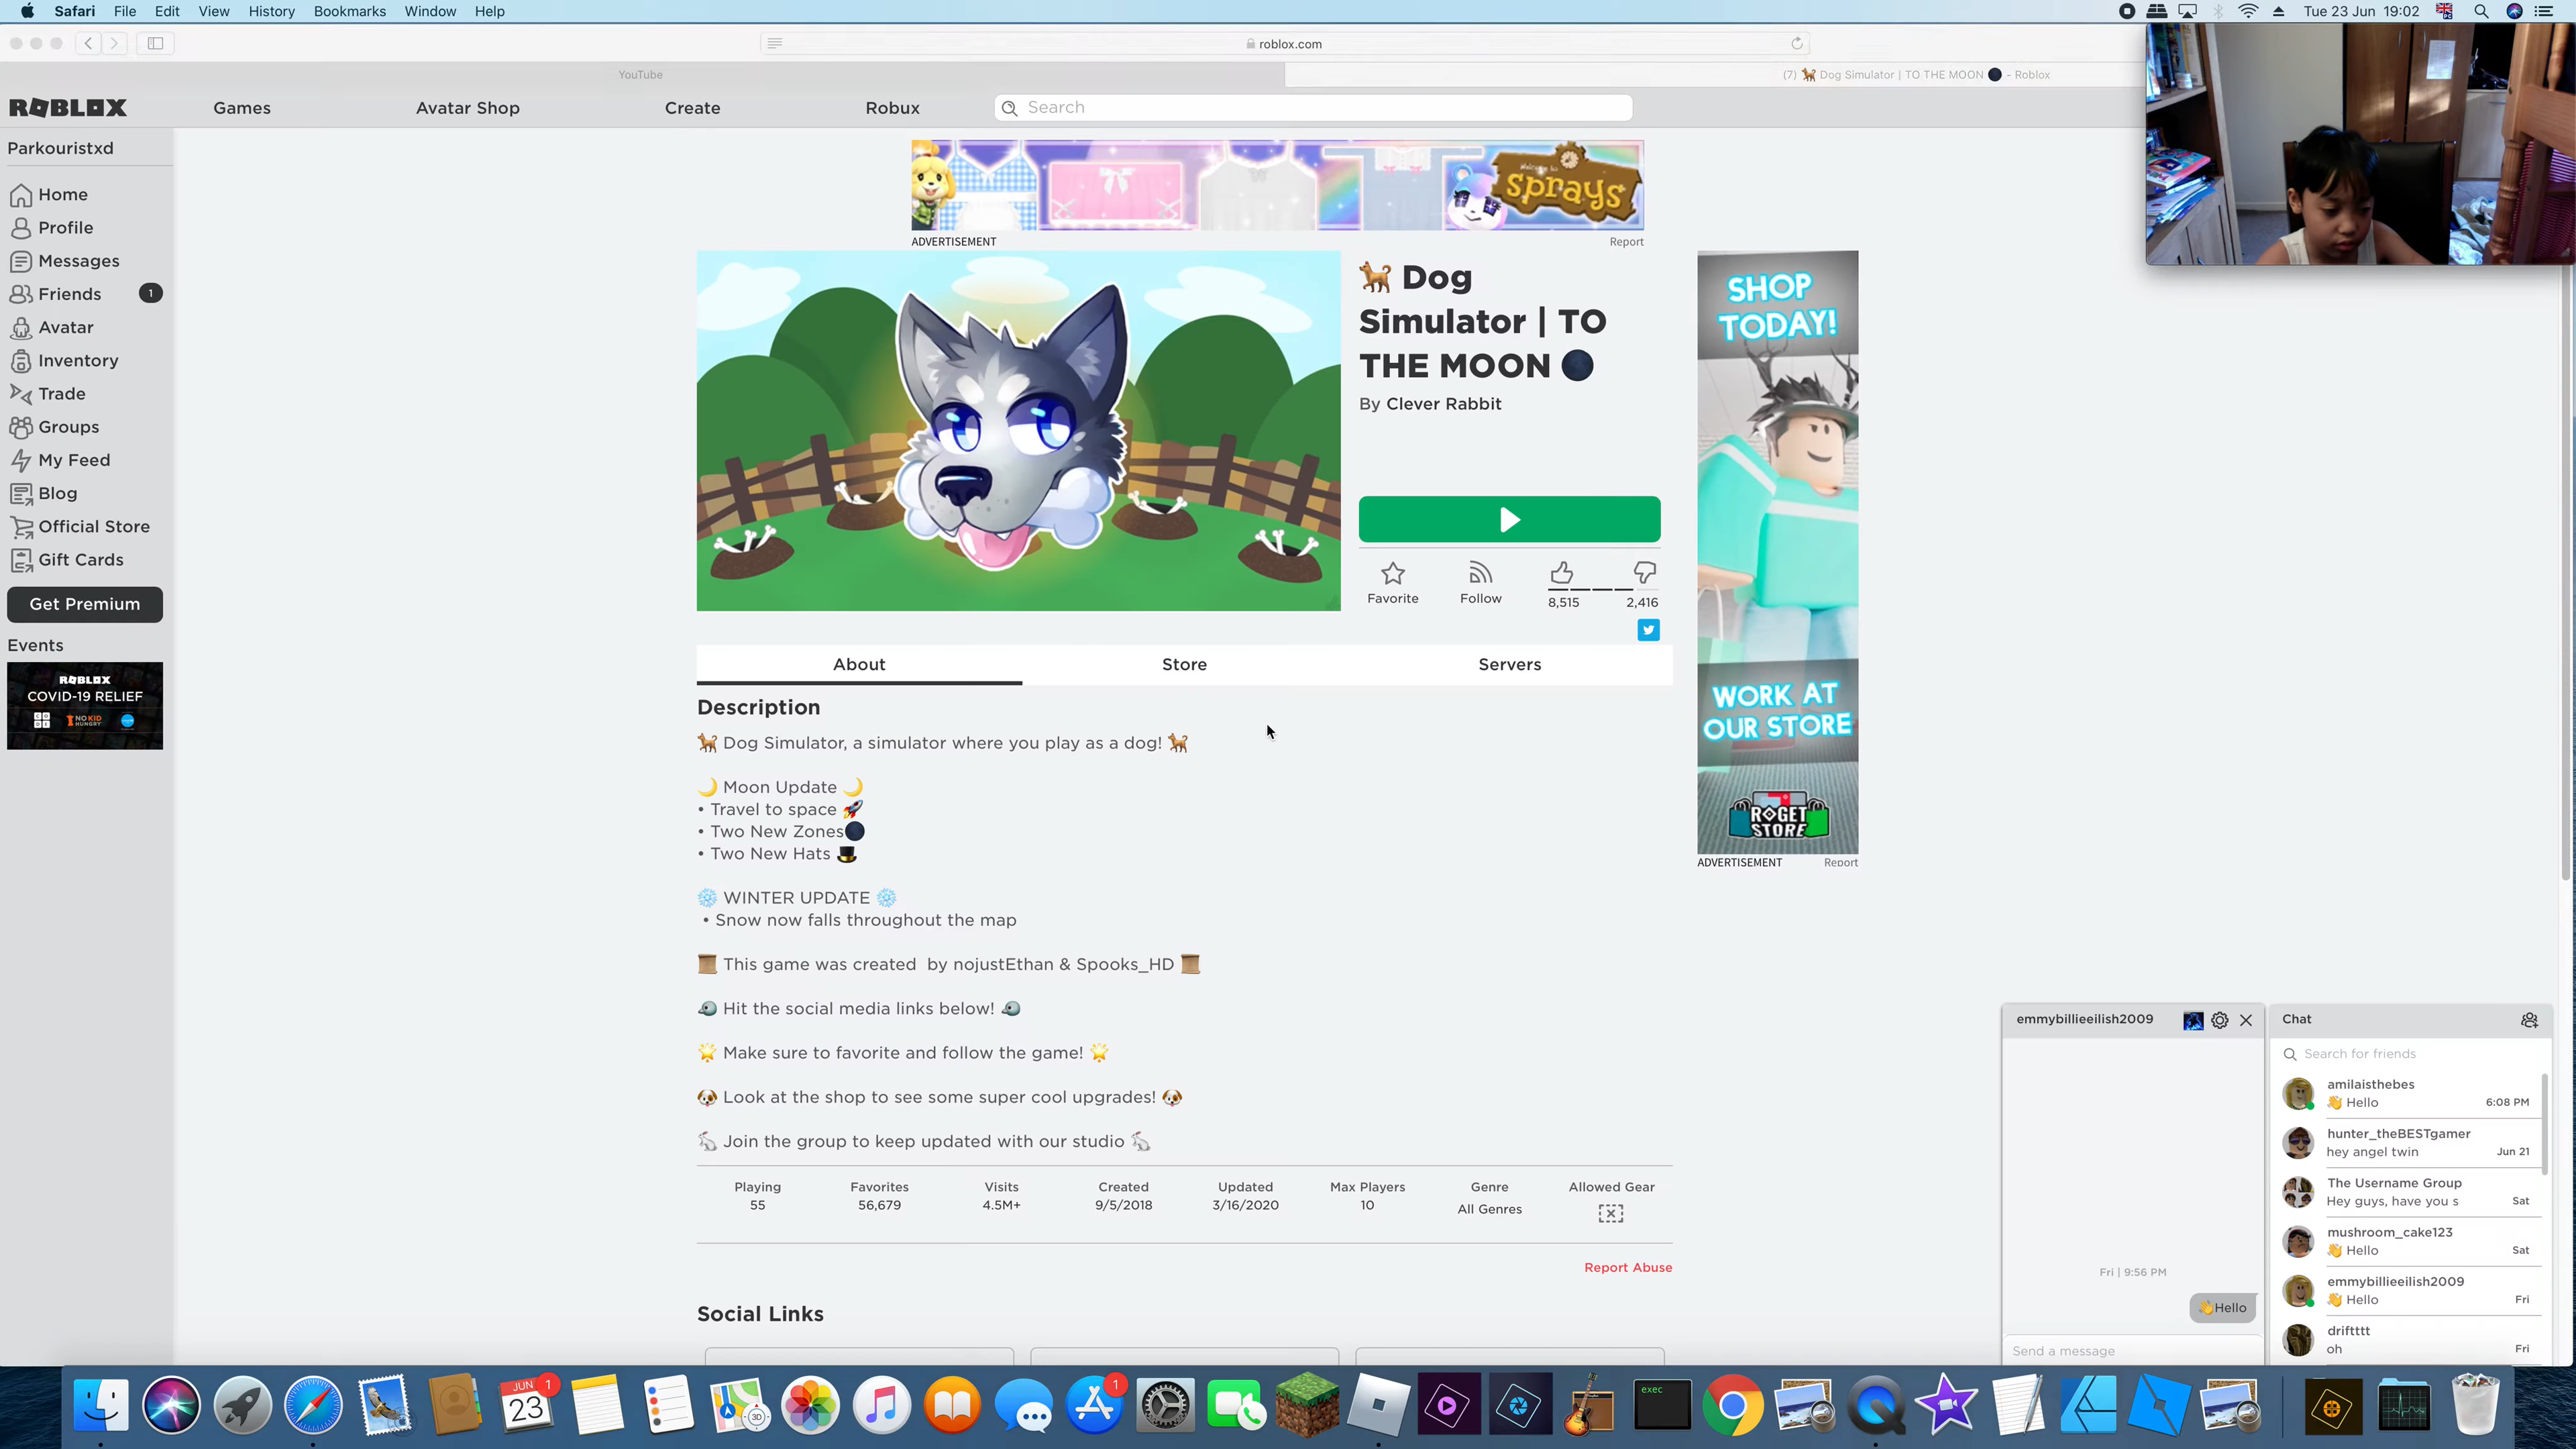 Safari File Edit View History Bookmarks Window Help
Tue 23 Jun 19:02
roblox.com
YouTube
(7) 🐕 Dog Simulator | TO THE MOON 🌑 - Roblox
ROBLOX
Games
Avatar Shop
Create
Robux
Search
Parkouristxd
Home
Profile
Messages
Friends 1
Avatar
Inventory
Trade
Groups
My Feed
Blog
Official Store
Gift Cards
Get Premium
Events
ROBLOX
COVID-19 RELIEF
NO KID
HUNGRY
sprays
ADVERTISEMENT
Report
🐕 Dog
Simulator | TO
THE MOON 🌑
By Clever Rabbit
Favorite
Follow
8,515
2,416
SHOP
TODAY!
WORK AT
OUR STORE
ROGET
STORE
ADVERTISEMENT
Report
About
Store
Servers
Description
🐕 Dog Simulator, a simulator where you play as a dog! 🐕
🌙 Moon Update 🌙
• Travel to space 🚀
• Two New Zones🌑
• Two New Hats 🎩
❄️ WINTER UPDATE ❄️
• Snow now falls throughout the map
📜 This game was created by nojustEthan & Spooks_HD 📜
🐦 Hit the social media links below! 🐦
🌟 Make sure to favorite and follow the game! 🌟
🐶 Look at the shop to see some super cool upgrades! 🐶
🐇 Join the group to keep updated with our studio 🐇
Playing
55
Favorites
56,679
Visits
4.5M+
Created
9/5/2018
Updated
3/16/2020
Max Players
10
Genre
All Genres
Allowed Gear
Report Abuse
Social Links
emmybillieeilish2009
Fri | 9:56 PM
👋Hello
Send a message
Chat
Search for friends
amilaisthebes
👋 Hello 6:08 PM
hunter_theBESTgamer
hey angel twin Jun 21
The Username Group
Hey guys, have you s Sat
mushroom_cake123
👋 Hello Sat
emmybillieeilish2009
👋 Hello Fri
driftttt
oh Fri
JUN
23
1
3D
1
exec